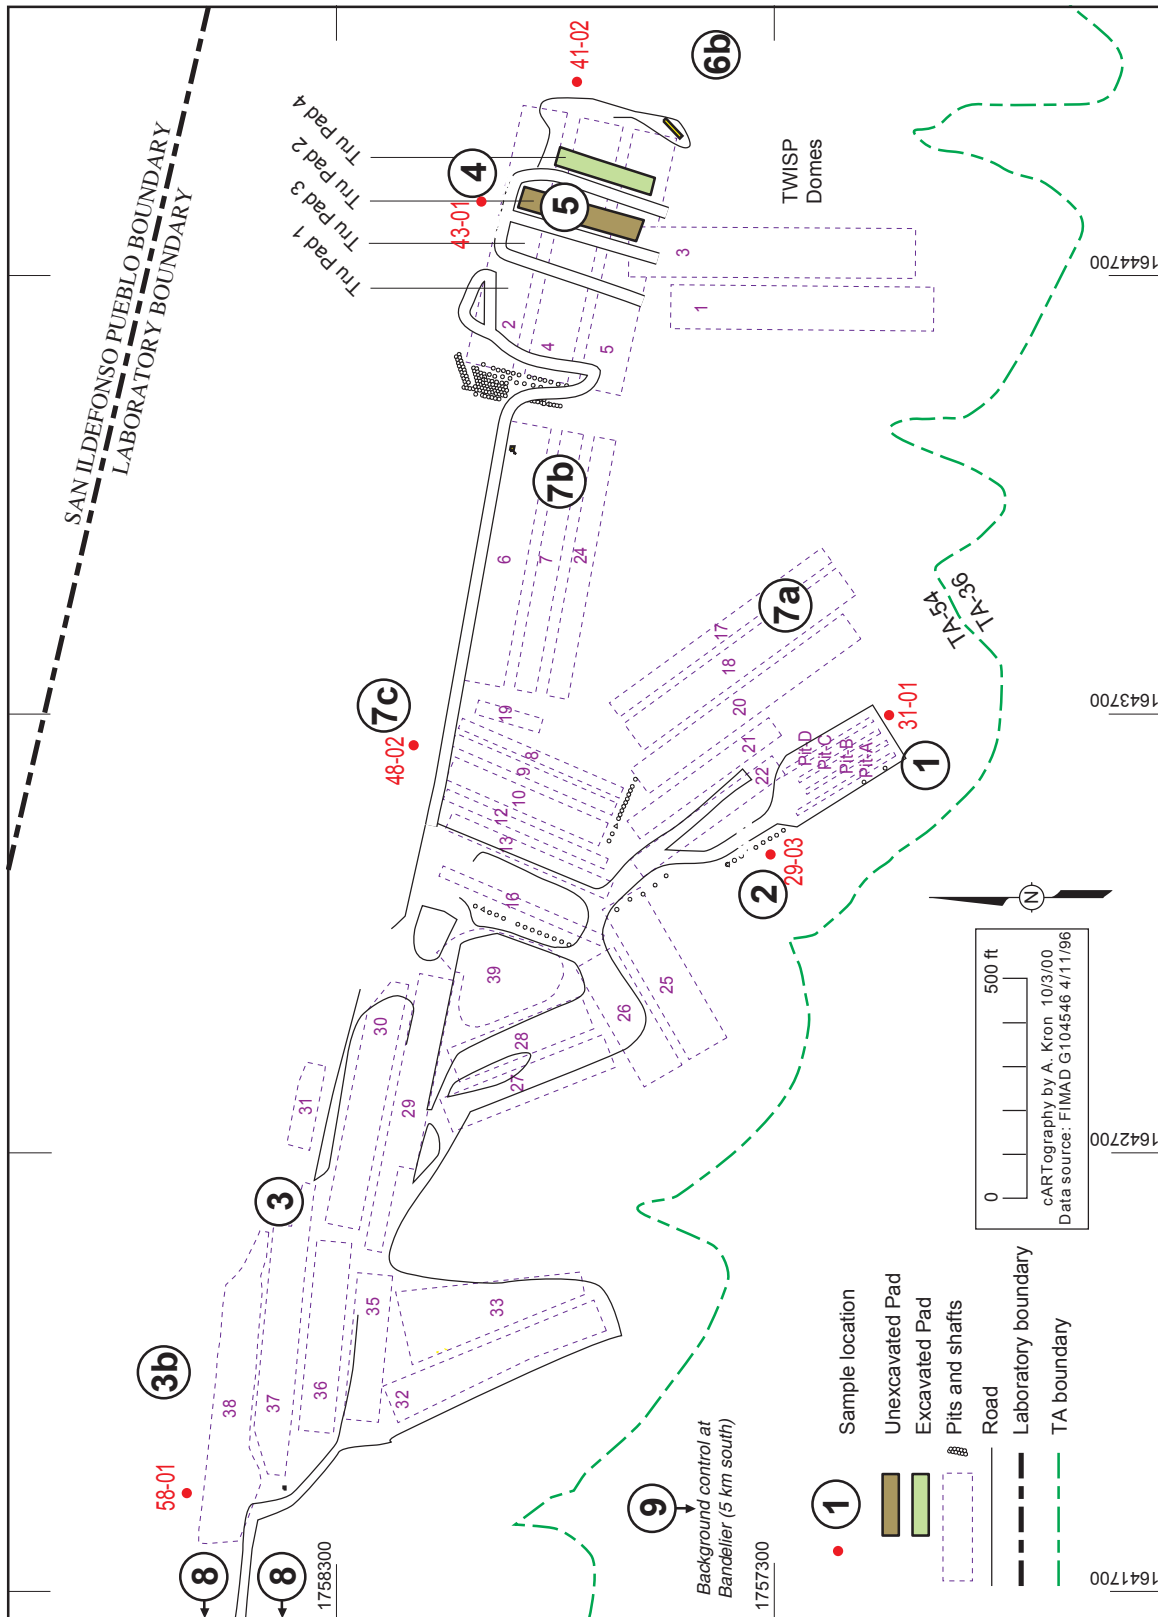 SAN ILDEFONSO PUEBLO BOUNDARY
LABORATORY BOUNDARY
Tru Pad 1
Tru Pad 3
Tru Pad 2
Tru Pad 4
41-02
6b
4
43-01
5
TWISP
Domes
3
1
2
4
5
7b
6
7
24
7c
48-02
19
8
9
10
12
13
16
17
7a
18
20
21
22
Pit-D
Pit-C
Pit-B
Pit-A
31-01
1
29-03
2
TA-54
TA-36
39
30
29
31
28
27
26
25
3
3b
58-01
38
37
36
35
33
32
8
8
9
Background control at
Bandelier (5 km south)
1758300
1757300
1644700
1643700
1642700
1641700
N
0
500 ft
cARTography by A. Kron 10/3/00
Data source: FIMAD G104546 4/11/96
1
Sample location
Unexcavated Pad
Excavated Pad
Pits and shafts
Road
Laboratory boundary
TA boundary